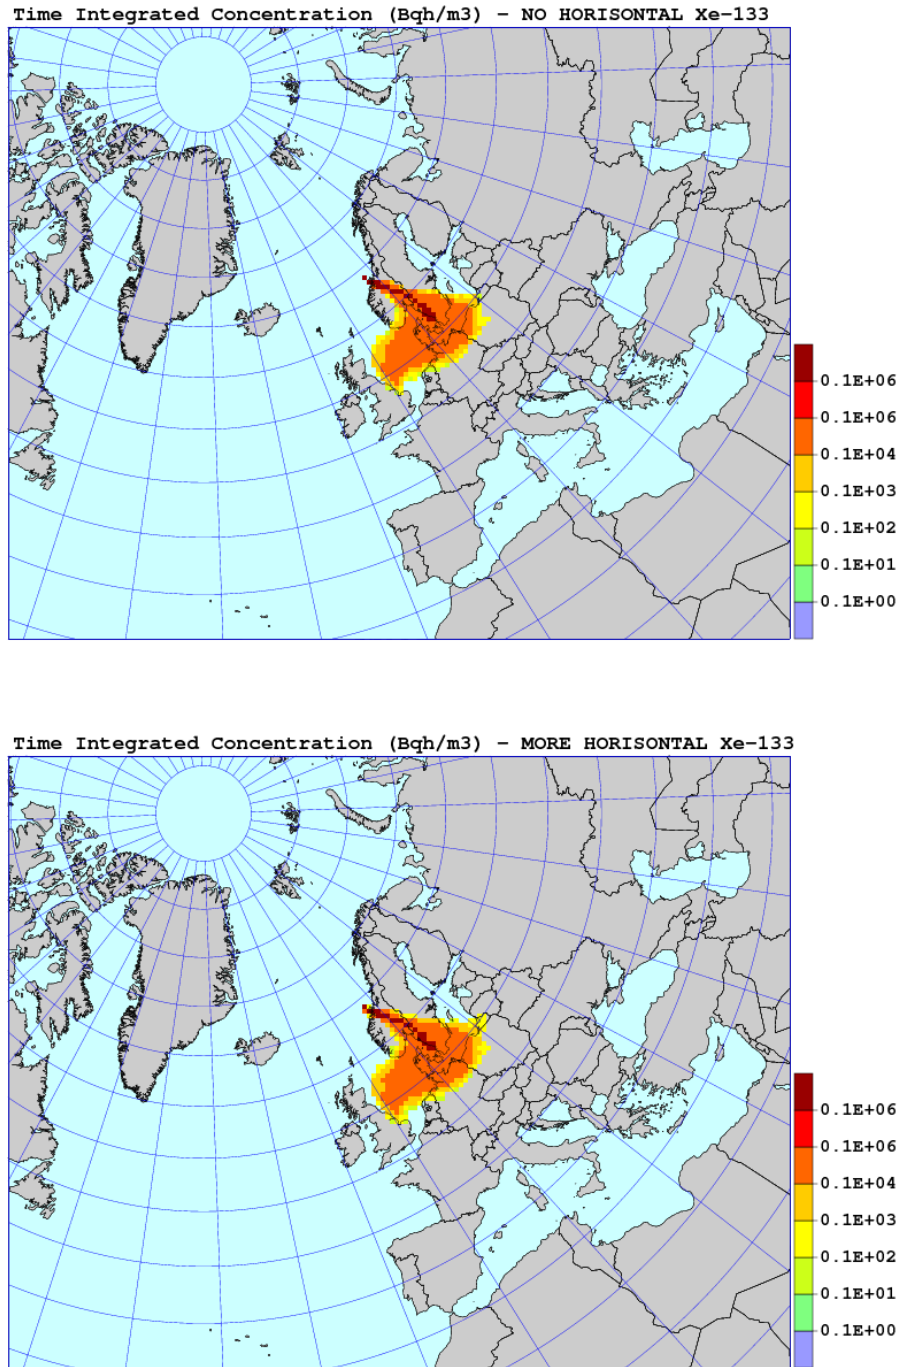 Time Integrated Concentration (Bqh/m3) - NO HORISONTAL Xe-133
0.1E+06
0.1E+06
0.1E+04
0.1E+03
0.1E+02
0.1E+01
0.1E+00
Time Integrated Concentration (Bqh/m3) - MORE HORISONTAL Xe-133
0.1E+06
0.1E+06
0.1E+04
0.1E+03
0.1E+02
0.1E+01
0.1E+00